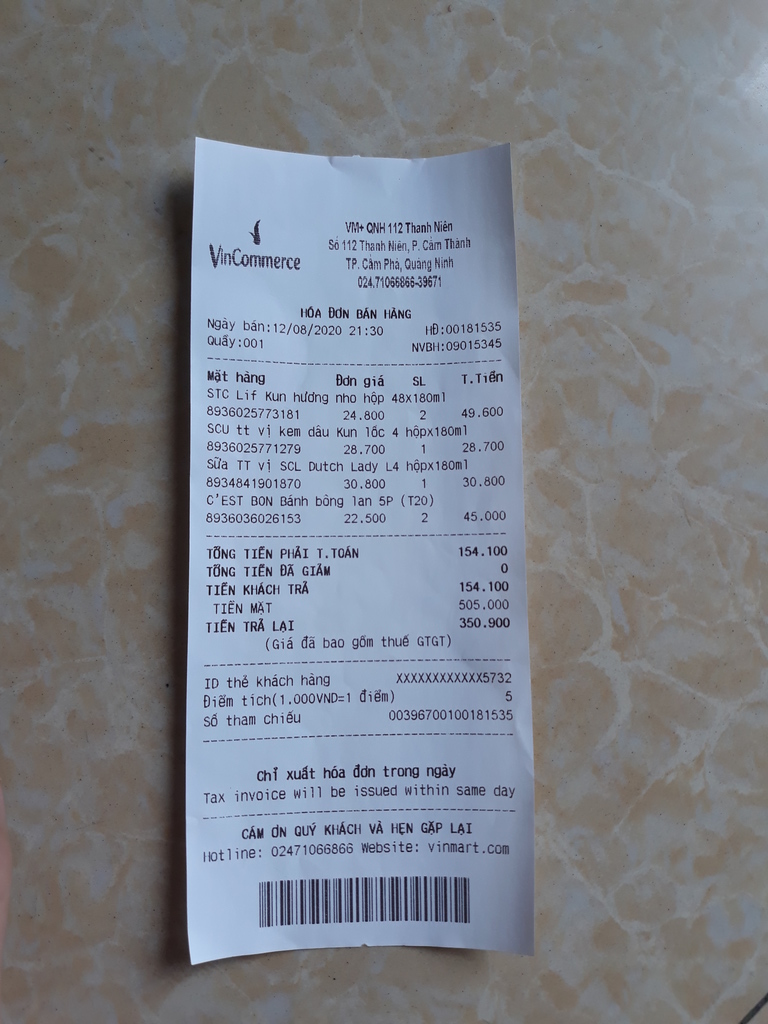 VinCommerce
VM+ QNH 112 Thanh Niên
Số 112 Thanh Niên, P. Cẩm Thành
TP. Cẩm Phả, Quảng Ninh
024.71066866-39671
HÓA ĐƠN BÁN HÀNG
Ngày bán:12/08/2020 21:30 HĐ:00181535
Quầy:001 NVBH:09015345
Mặt hàng Đơn giá SL T.Tiền
STC Lif Kun hương nho hộp 48x180ml
8936025773181 24.800 2 49.600
SCU tt vị kem dâu Kun lốc 4 hộpx180ml
8936025771279 28.700 1 28.700
Sữa TT vị SCL Dutch Lady L4 hộpx180ml
8934841901870 30.800 1 30.800
C'EST BON Bánh bông lan 5P (T20)
8936036026153 22.500 2 45.000
TỔNG TIỀN PHẢI T.TOÁN 154.100
TỔNG TIỀN ĐÃ GIẢM 0
TIỀN KHÁCH TRẢ 154.100
TIỀN MẶT 505.000
TIỀN TRẢ LẠI 350.900
(Giá đã bao gồm thuế GTGT)
ID thẻ khách hàng XXXXXXXXXXXX5732
Điểm tích(1.000VND=1 điểm) 5
Số tham chiếu 00396700100181535
Chỉ xuất hóa đơn trong ngày
Tax invoice will be issued within same day
CẢM ƠN QUÝ KHÁCH VÀ HẸN GẶP LẠI
Hotline: 02471066866 Website: vinmart.com